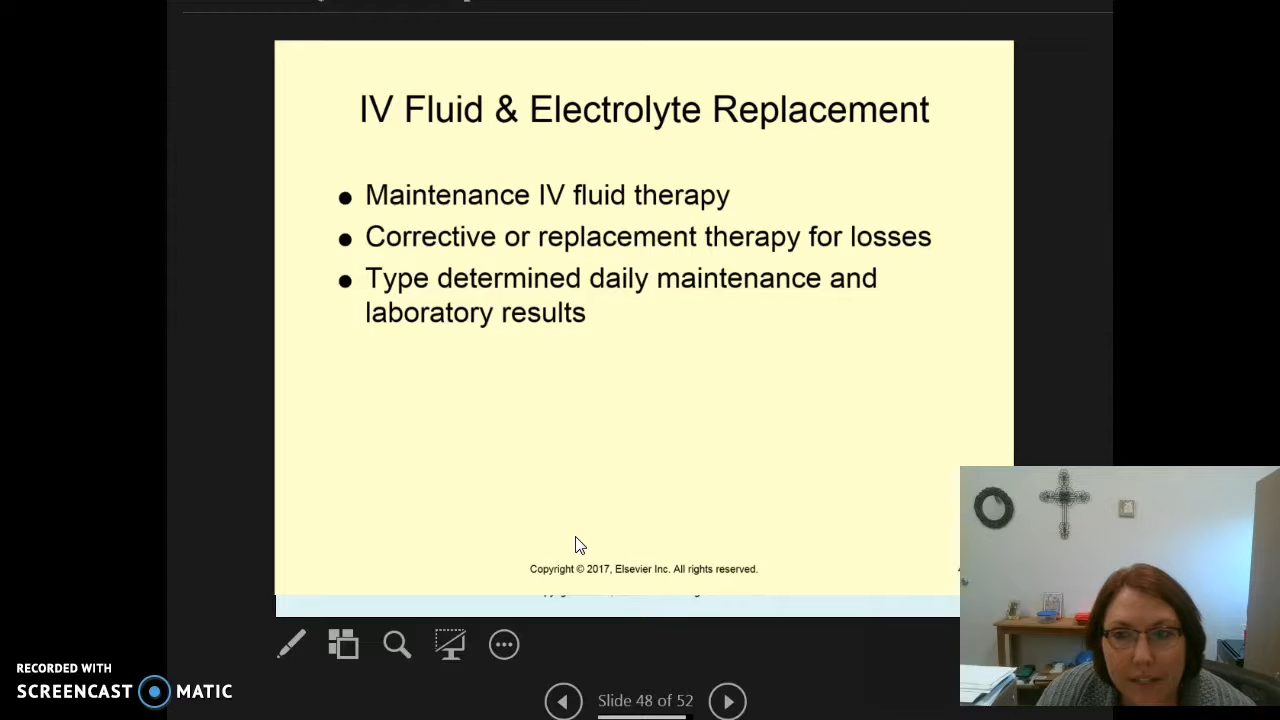 IV Fluid & Electrolyte Replacement
● Maintenance IV fluid therapy
● Corrective or replacement therapy for losses
● Type determined daily maintenance and
laboratory results
Copyright © 2017, Elsevier Inc. All rights reserved.
RECORDED WITH
SCREENCAST MATIC
Slide 48 of 52